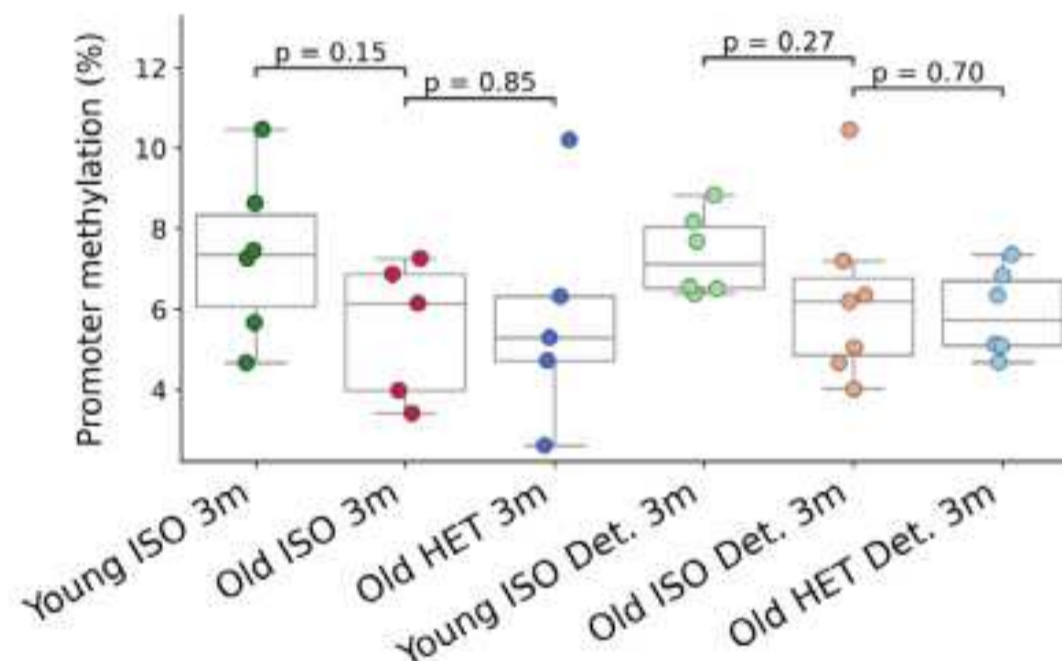 Promoter methylation (%)
12
10
8
6
4
p = 0.15
p = 0.85
p = 0.27
p = 0.70
Young ISO 3m
Old ISO 3m
Old HET 3m
Young ISO Det. 3m
Old ISO Det. 3m
Old HET Det. 3m